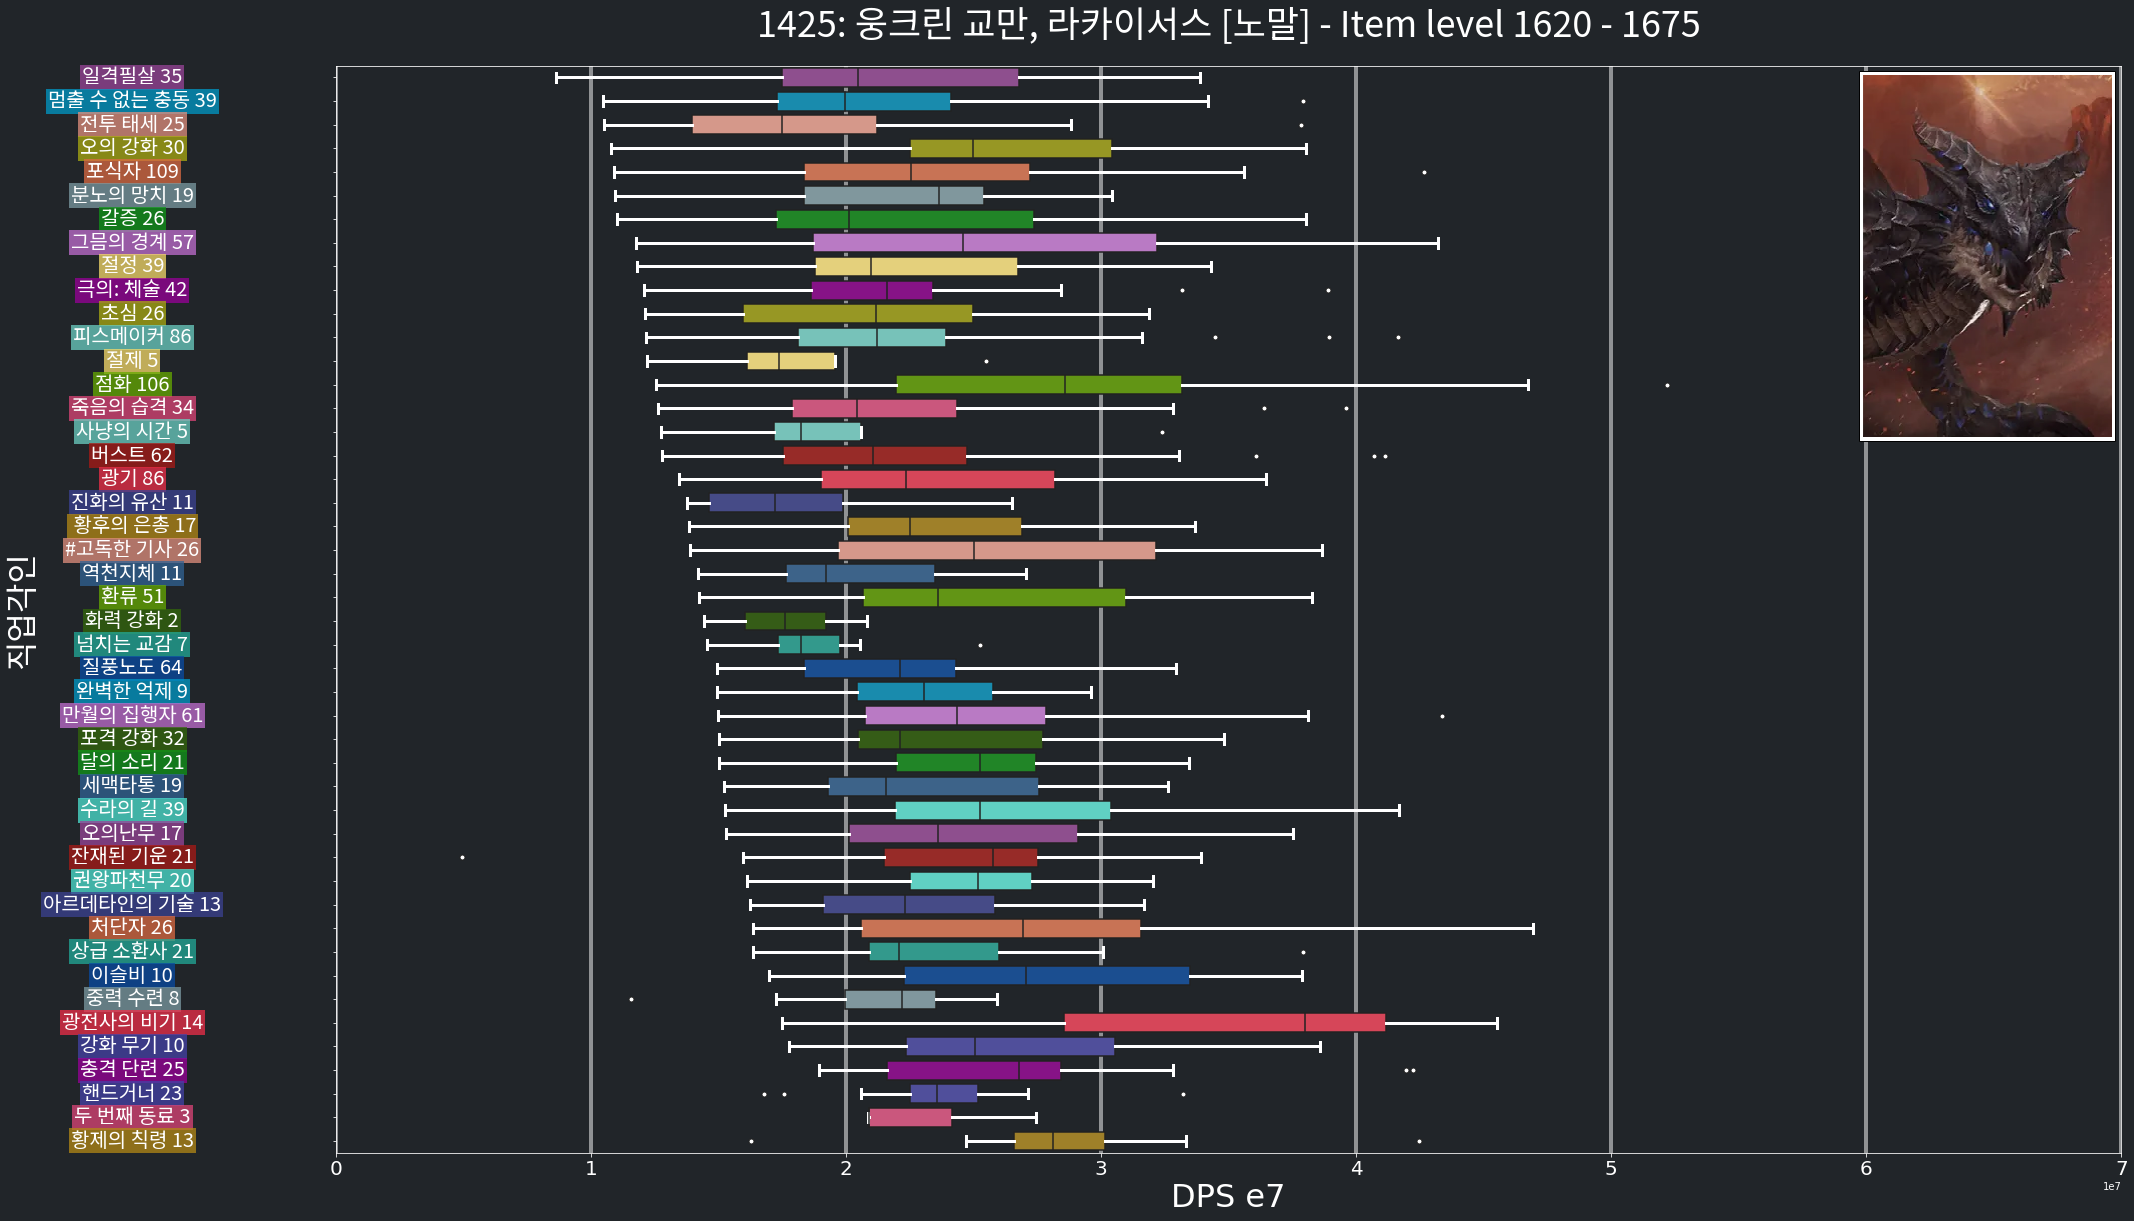 1425: 웅크린 교만, 라카이서스 [노말] - Item level 1620 - 1675
일격필살 35
멈출 수 없는 충동 39
전투 태세 25
오의 강화 30
포식자 109
분노의 망치 19
갈증 26
그믐의 경계 57
절정 39
극의: 체술 42
초심 26
피스메이커 86
절제 5
점화 106
죽음의 습격 34
사냥의 시간 5
버스트 62
광기 86
진화의 유산 11
황후의 은총 17
#고독한 기사 26
역천지체 11
환류 51
화력 강화 2
넘치는 교감 7
질풍노도 64
완벽한 억제 9
만월의 집행자 61
포격 강화 32
달의 소리 21
세맥타통 19
수라의 길 39
오의난무 17
잔재된 기운 21
권왕파천무 20
아르데타인의 기술 13
처단자 26
상급 소환사 21
이슬비 10
중력 수련 8
광전사의 비기 14
강화 무기 10
충격 단련 25
핸드거너 23
두 번째 동료 3
황제의 칙령 13
직업각인
0 1 2 3 4 5 6 7
1e7
DPS e7